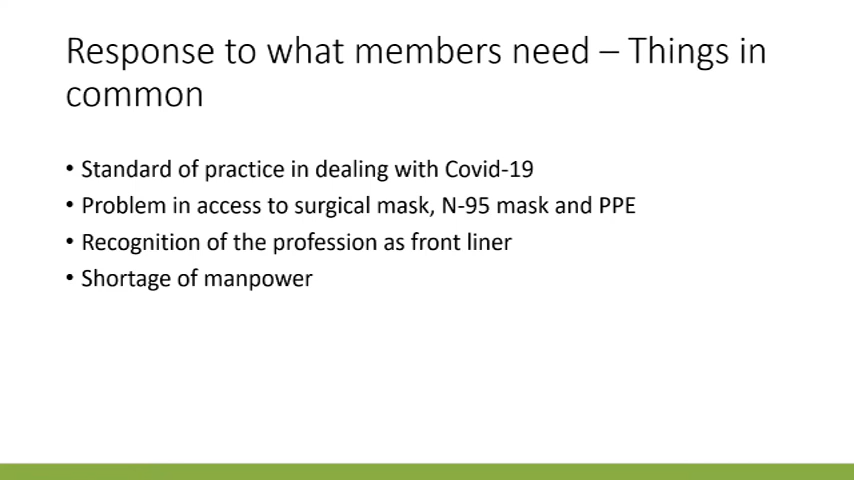 Response to what members need – Things in
common
• Standard of practice in dealing with Covid-19
• Problem in access to surgical mask, N-95 mask and PPE
• Recognition of the profession as front liner
• Shortage of manpower